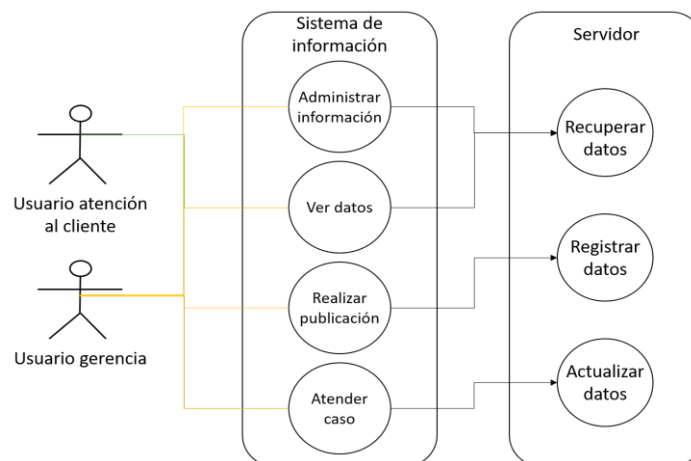 Sistema de
información
Servidor
Administrar
información
Recuperar
datos
Usuario atención
al cliente
Ver datos
Registrar
datos
Realizar
publicación
Usuario gerencia
Atender
caso
Actualizar
datos